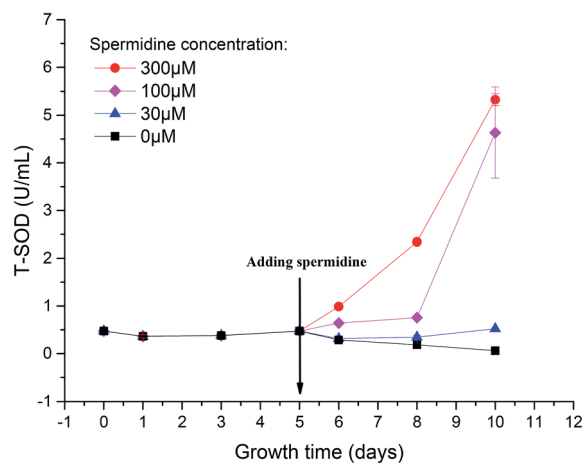 7
6
5
4
3
2
1
0
-1
T-SOD (U/mL)
Spermidine concentration:
300µM
100µM
30µM
0µM
Adding spermidine
-1 0 1 2 3 4 5 6 7 8 9 10 11 12
Growth time (days)